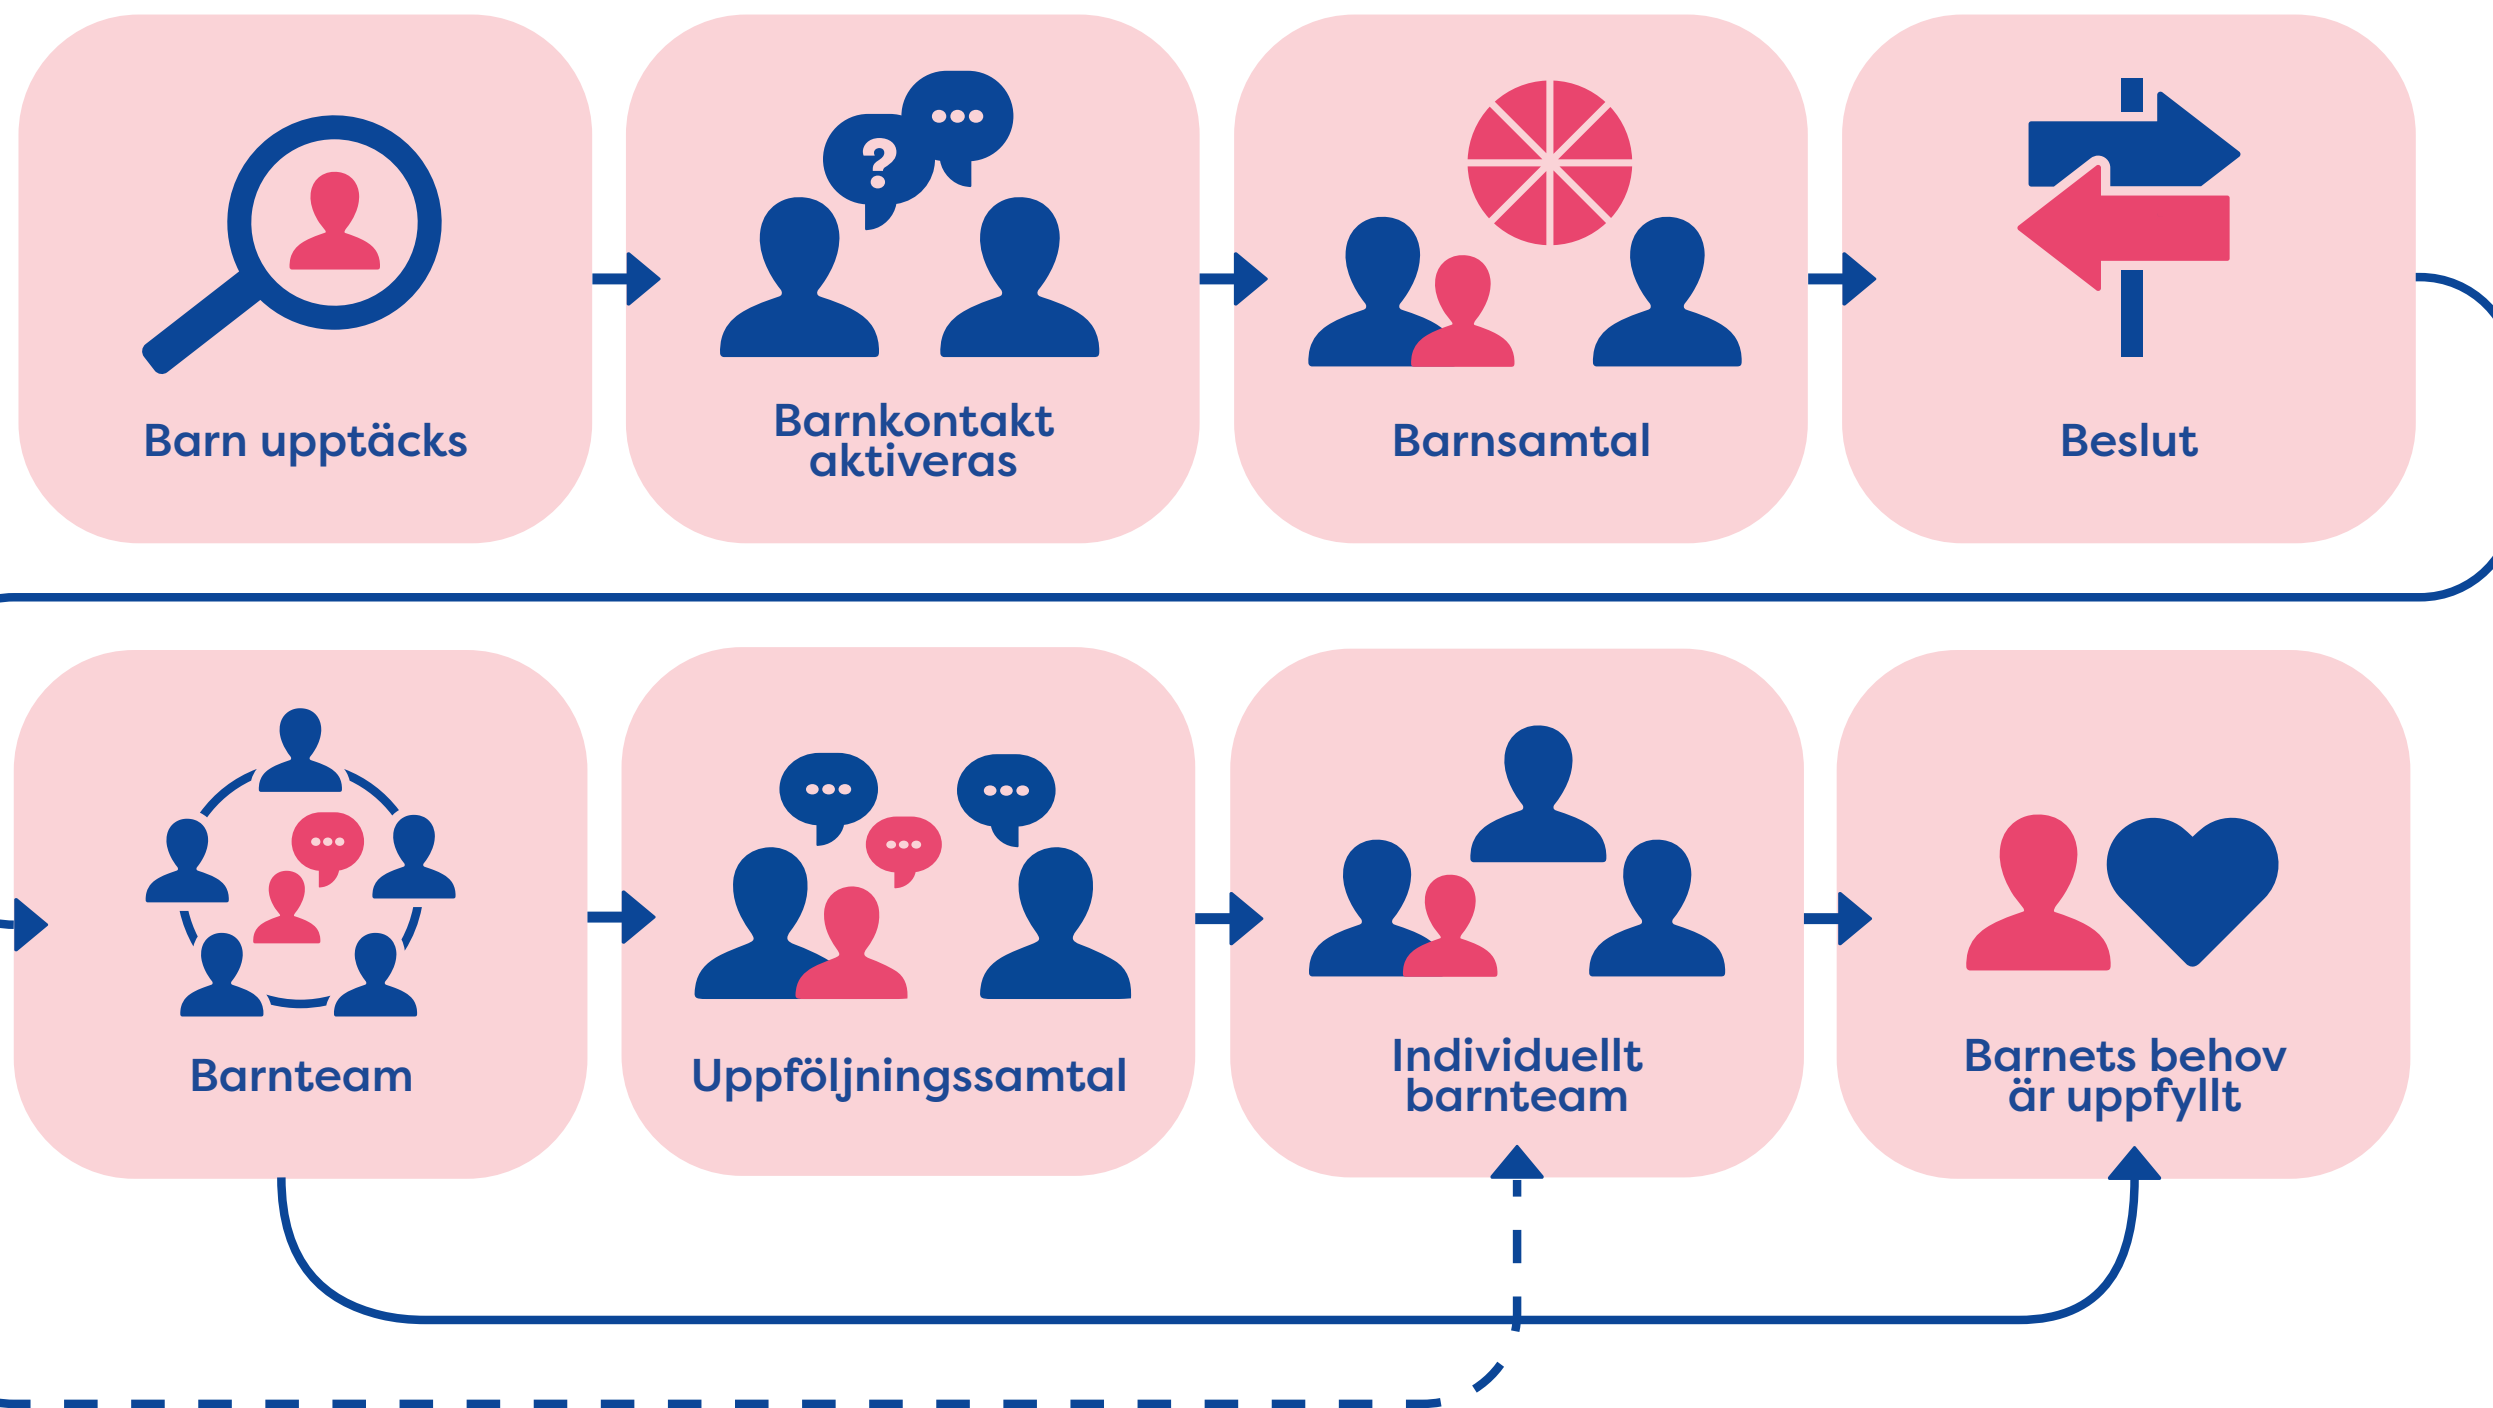 Barn upptäcks
Barnkontakt
aktiveras
?
Barnsamtal
Beslut
Barnteam
Uppföljningssamtal
Individuellt
barnteam
Barnets behov
är uppfyllt